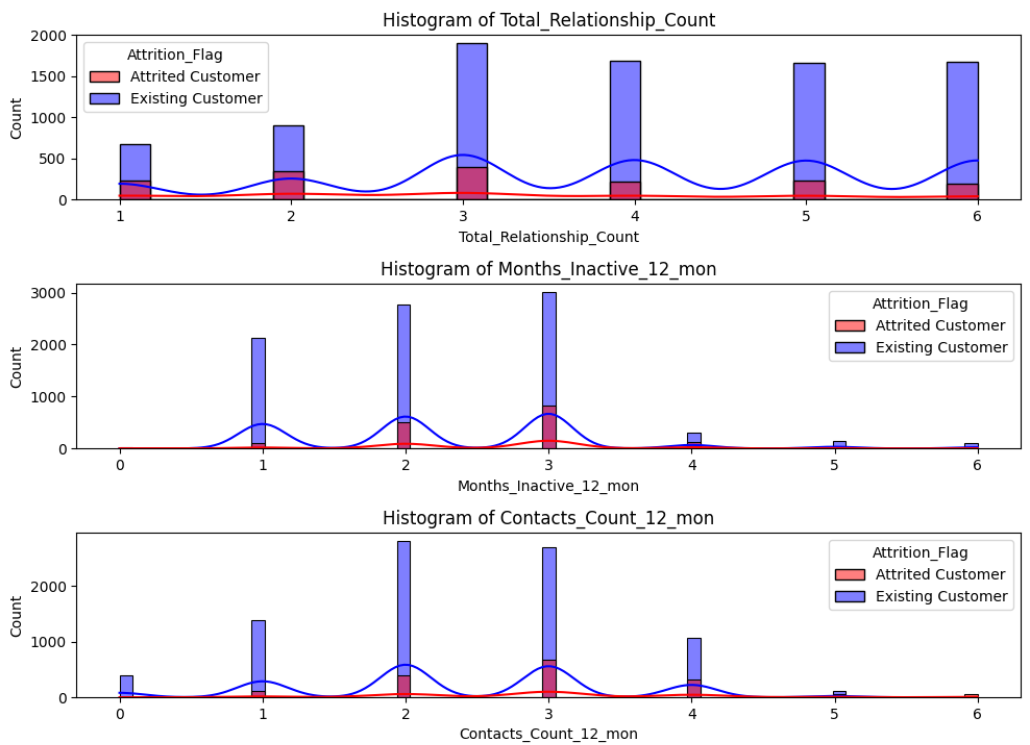 Histogram of Total_Relationship_Count
2000
1500
1000
500
0
Count
Attrition_Flag
Attrited Customer
Existing Customer
1 2 3 4 5 6
Total_Relationship_Count
Histogram of Months_Inactive_12_mon
3000
2000
1000
0
Count
Attrition_Flag
Attrited Customer
Existing Customer
0 1 2 3 4 5 6
Months_Inactive_12_mon
Histogram of Contacts_Count_12_mon
2000
1000
0
Count
Attrition_Flag
Attrited Customer
Existing Customer
0 1 2 3 4 5 6
Contacts_Count_12_mon